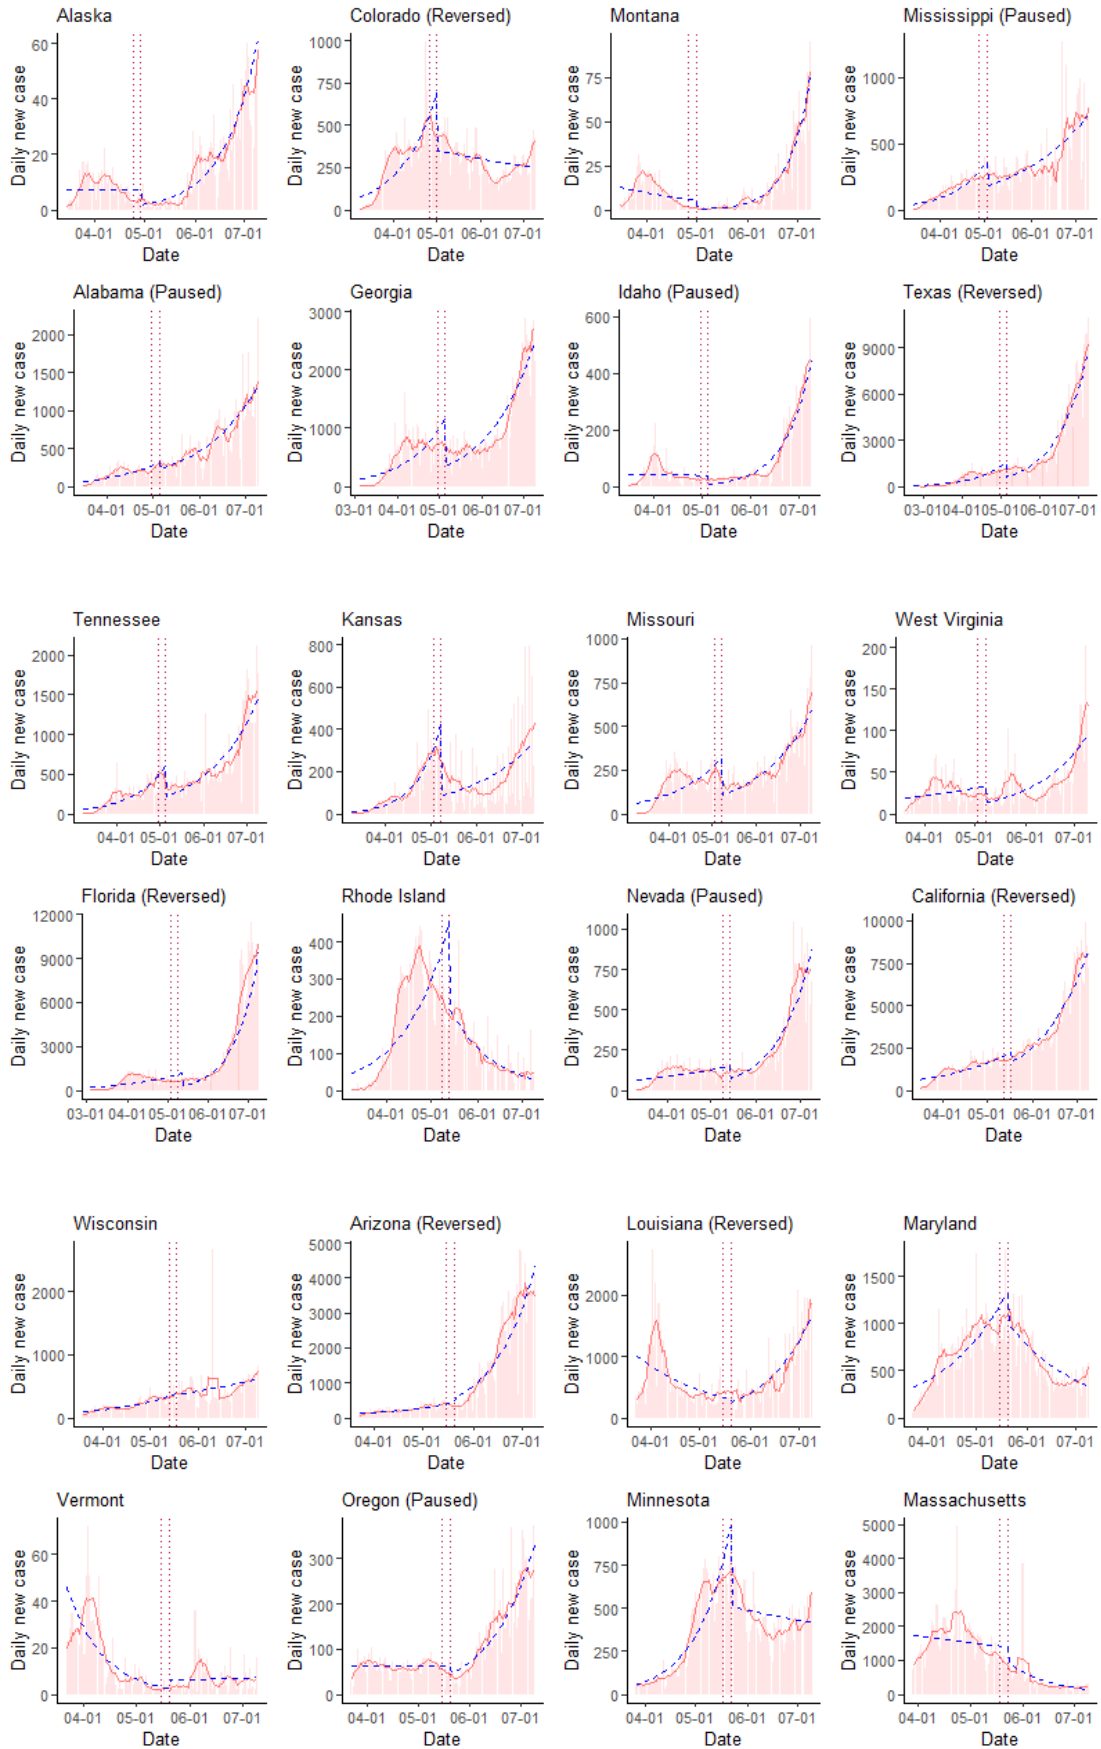 Alaska
Colorado (Reversed)
Montana
Mississippi (Paused)
Daily new case
60
40
20
0
04-01 05-01 06-01 07-01
Date
Daily new case
1000
750
500
250
0
04-01 05-01 06-01 07-01
Date
Daily new case
75
50
25
0
04-01 05-01 06-01 07-01
Date
Daily new case
1000
500
0
04-01 05-01 06-01 07-01
Date
Alabama (Paused)
Georgia
Idaho (Paused)
Texas (Reversed)
Daily new case
2000
1500
1000
500
0
04-01 05-01 06-01 07-01
Date
Daily new case
3000
2000
1000
0
03-01 04-01 05-01 06-01 07-01
Date
Daily new case
600
400
200
0
04-01 05-01 06-01 07-01
Date
Daily new case
9000
6000
3000
0
03-01 04-01 05-01 06-01 07-01
Date
Tennessee
Kansas
Missouri
West Virginia
Daily new case
2000
1500
1000
500
0
04-01 05-01 06-01 07-01
Date
Daily new case
800
600
400
200
0
04-01 05-01 06-01 07-01
Date
Daily new case
1000
750
500
250
0
04-01 05-01 06-01 07-01
Date
Daily new case
200
150
100
50
0
04-01 05-01 06-01 07-01
Date
Florida (Reversed)
Rhode Island
Nevada (Paused)
California (Reversed)
Daily new case
12000
9000
6000
3000
0
03-01 04-01 05-01 06-01 07-01
Date
Daily new case
400
300
200
100
0
04-01 05-01 06-01 07-01
Date
Daily new case
1000
750
500
250
0
04-01 05-01 06-01 07-01
Date
Daily new case
10000
7500
5000
2500
0
04-01 05-01 06-01 07-01
Date
Wisconsin
Arizona (Reversed)
Louisiana (Reversed)
Maryland
Daily new case
2000
1000
0
04-01 05-01 06-01 07-01
Date
Daily new case
5000
4000
3000
2000
1000
0
04-01 05-01 06-01 07-01
Date
Daily new case
2000
1000
0
04-01 05-01 06-01 07-01
Date
Daily new case
1500
1000
500
0
04-01 05-01 06-01 07-01
Date
Vermont
Oregon (Paused)
Minnesota
Massachusetts
Daily new case
60
40
20
0
04-01 05-01 06-01 07-01
Date
Daily new case
300
200
100
0
04-01 05-01 06-01 07-01
Date
Daily new case
1000
750
500
250
0
04-01 05-01 06-01 07-01
Date
Daily new case
5000
4000
3000
2000
1000
0
04-01 05-01 06-01 07-01
Date